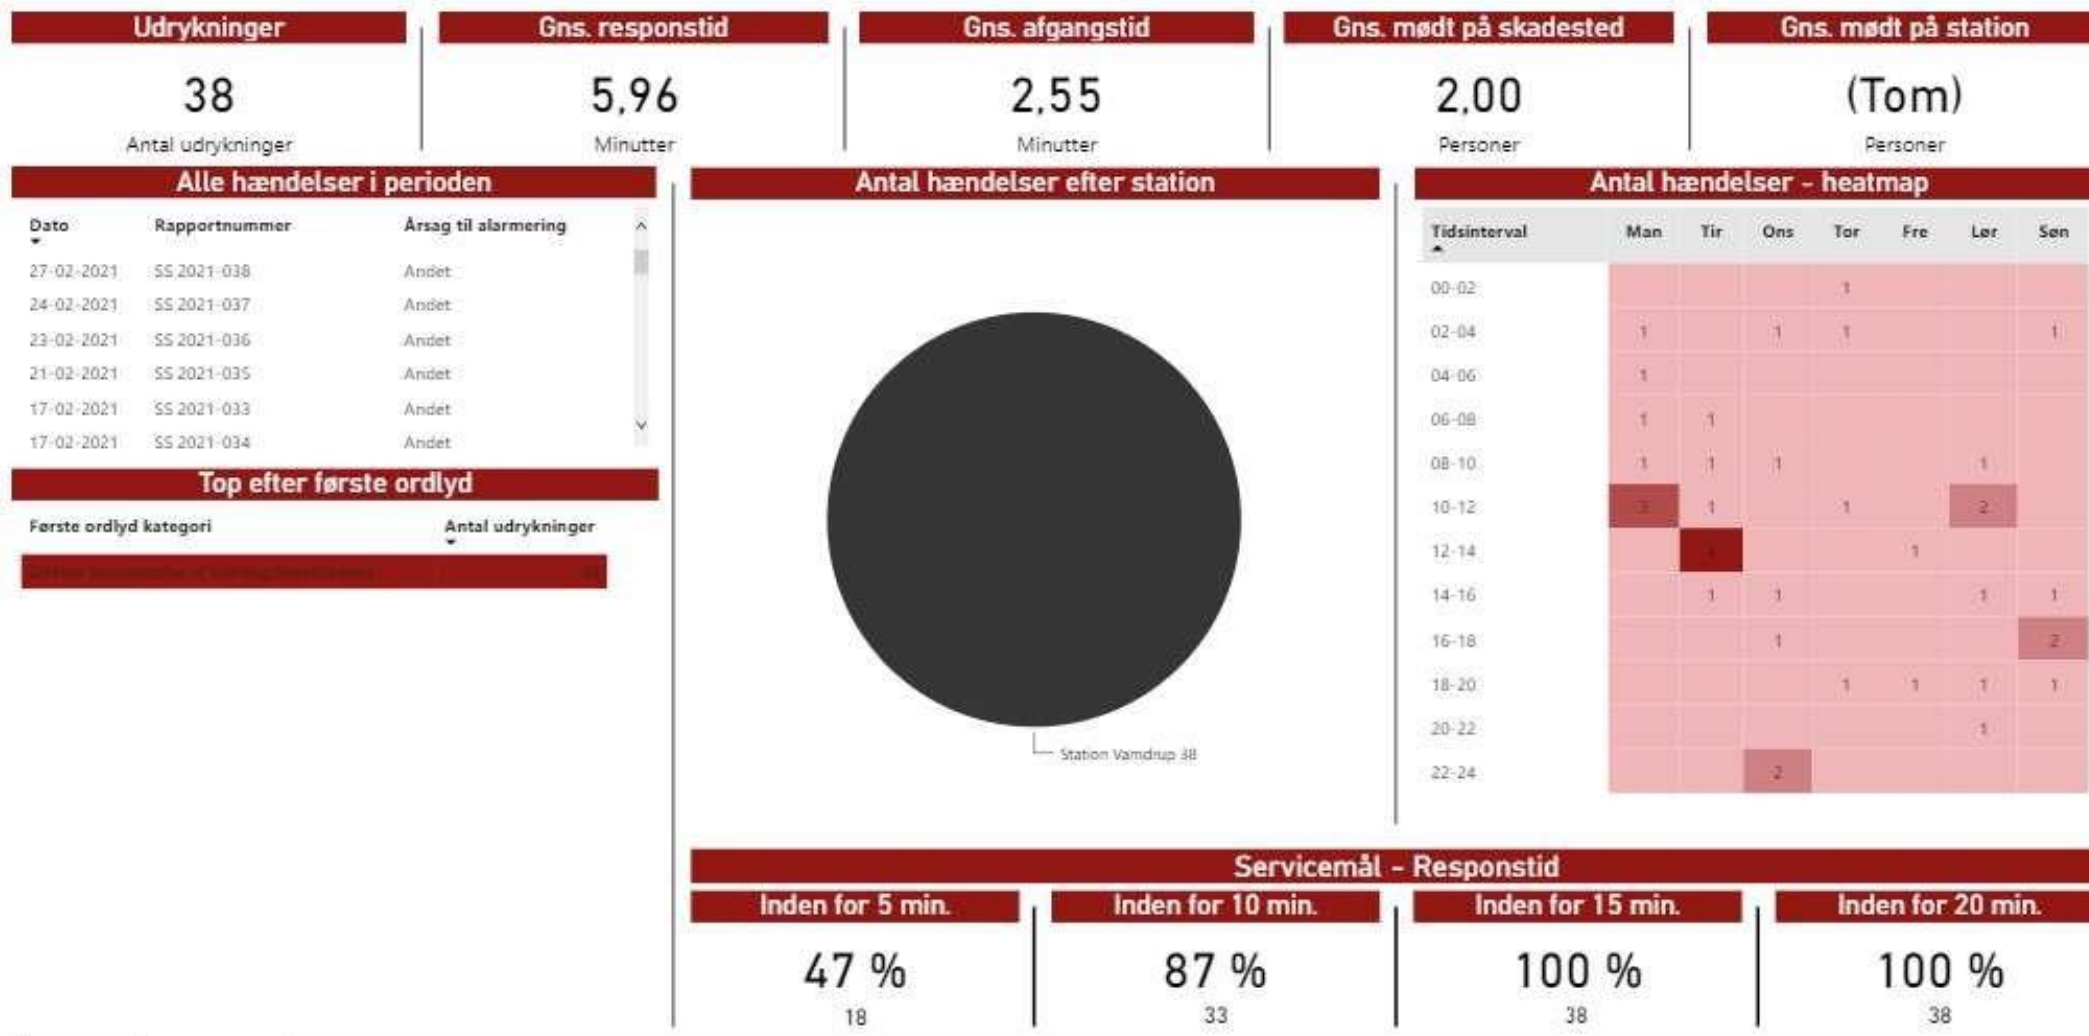 Udrykninger
38
Antal udrykninger
Gns. responstid
5,96
Minutter
Gns. afgangstid
2,55
Minutter
Gns. mødt på skadested
2,00
Personer
Gns. mødt på station
(Tom)
Personer
Alle hændelser i perioden
Dato Rapportnummer Årsag til alarmering
27-02-2021 SS 2021-038 Andet
24-02-2021 SS 2021-037 Andet
23-02-2021 SS 2021-036 Andet
21-02-2021 SS 2021-035 Andet
17-02-2021 SS 2021-033 Andet
17-02-2021 SS 2021-034 Andet
Top efter første ordlyd
Første ordlyd kategori Antal udrykninger
Antal hændelser efter station
Station Vamdrup 38
Antal hændelser - heatmap
Tidsinterval Man Tir Ons Tor Fre Lør Søn
00-02 1
02-04 1 1 1 1
04-06 1
06-08 1 1
08-10 1 1 1 1
10-12 3 1 1 2
12-14 1
14-16 1 1 1 1
16-18 1 2
18-20 1 1 1 1
20-22 1
22-24 2
Servicemål - Responstid
Inden for 5 min.
47 %
18
Inden for 10 min.
87 %
33
Inden for 15 min.
100 %
38
Inden for 20 min.
100 %
38